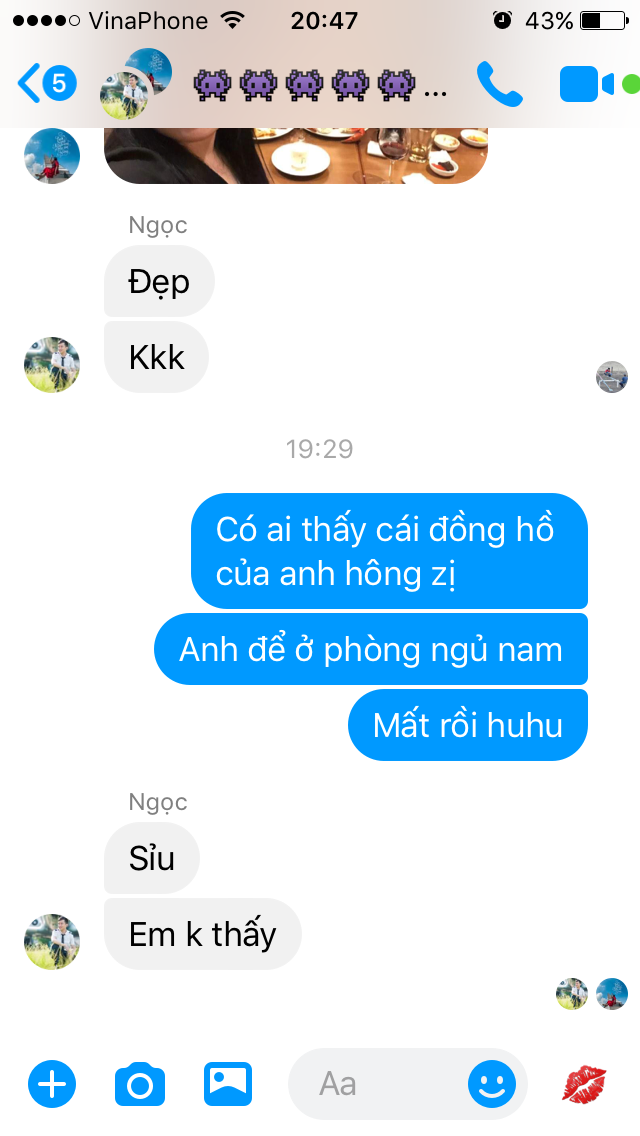 VinaPhone 20:47 43%
5 👾👾👾👾👾...
Ngọc
Đẹp
Kkk
19:29
Có ai thấy cái đồng hồ
của anh hông zị
Anh để ở phòng ngủ nam
Mất rồi huhu
Ngọc
Sỉu
Em k thấy
Aa